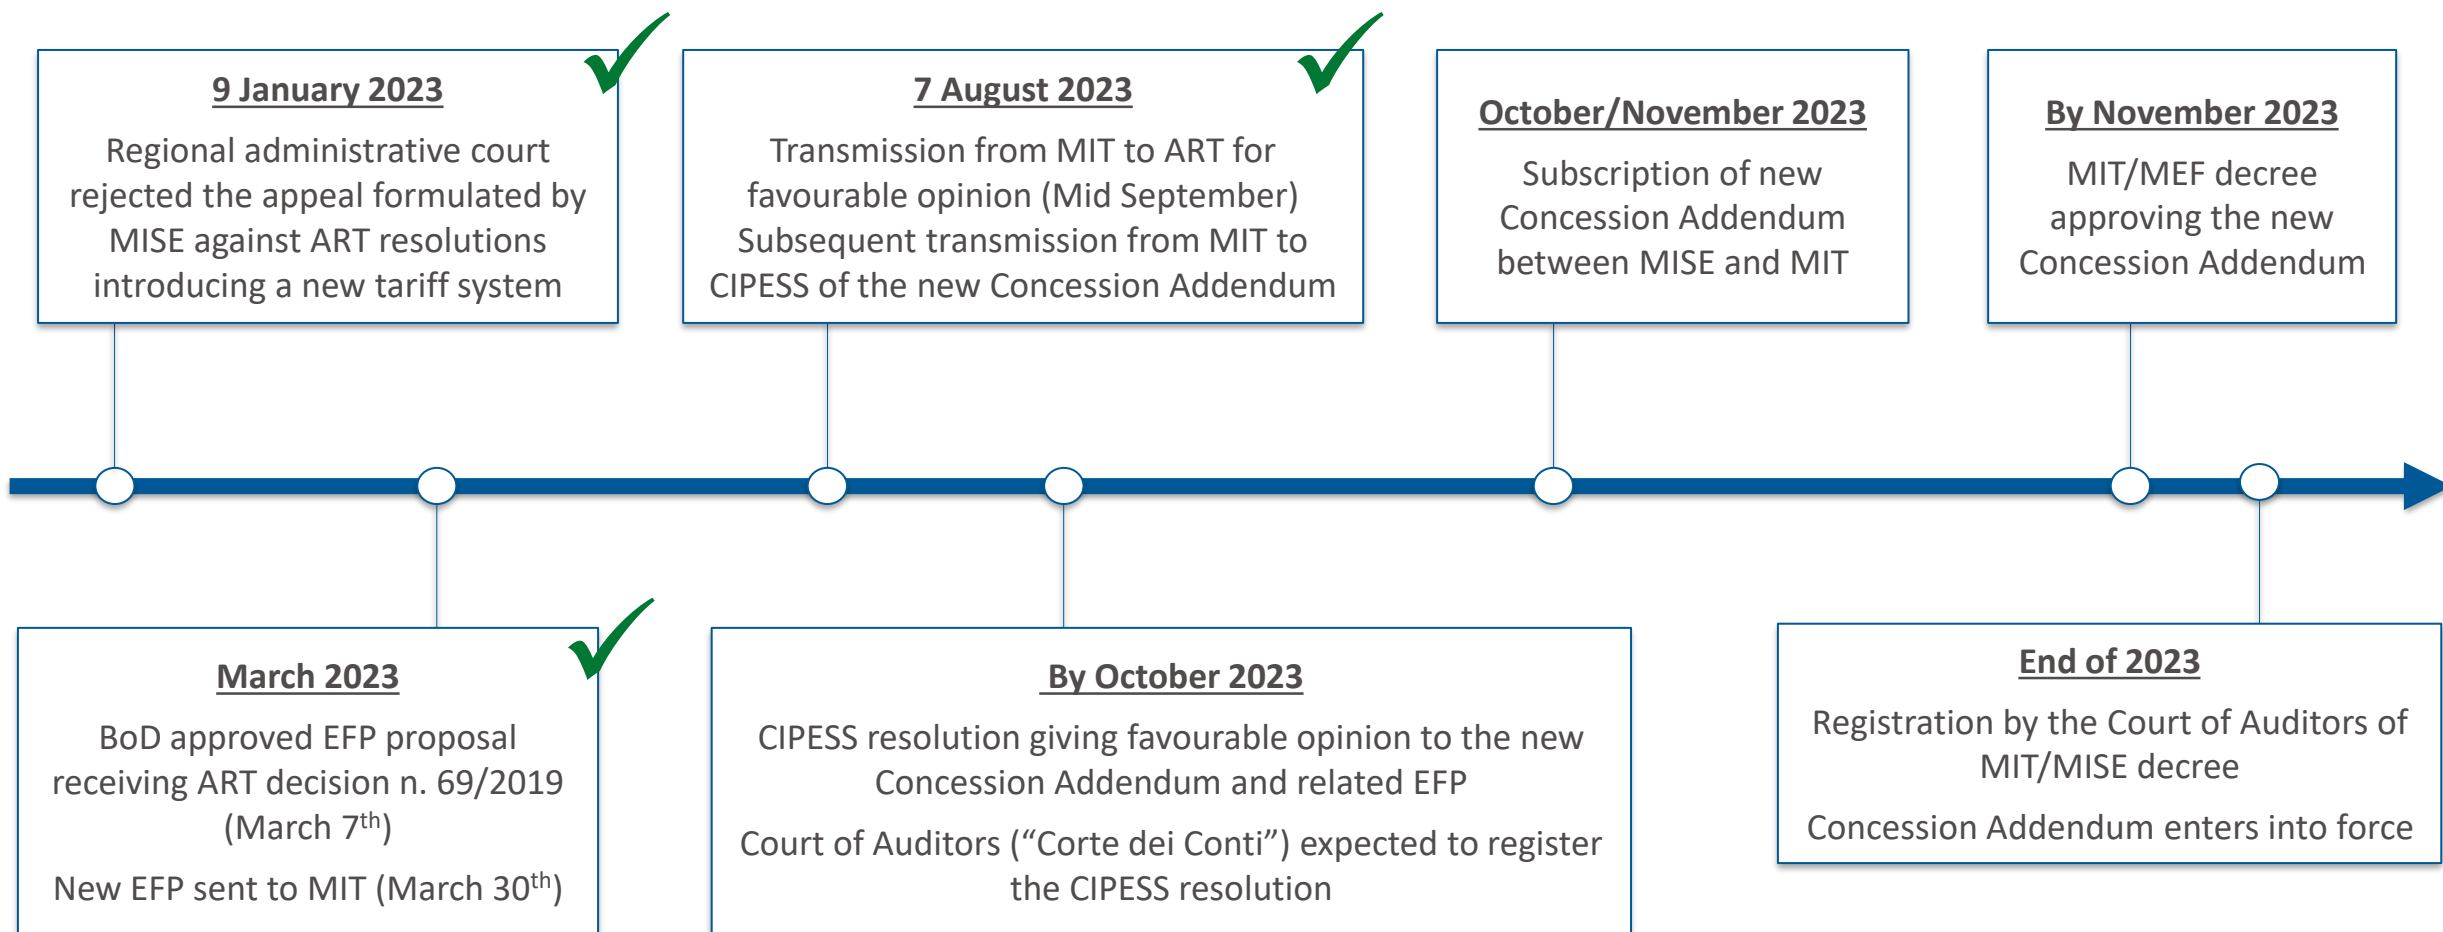 9 January 2023
Regional administrative court
rejected the appeal formulated by
MISE against ART resolutions
introducing a new tariff system
7 August 2023
Transmission from MIT to ART for
favourable opinion (Mid September)
Subsequent transmission from MIT to
CIPESS of the new Concession Addendum
October/November 2023
Subscription of new
Concession Addendum
between MISE and MIT
By November 2023
MIT/MEF decree
approving the new
Concession Addendum
March 2023
BoD approved EFP proposal
receiving ART decision n. 69/2019
(March 7th)
New EFP sent to MIT (March 30th)
By October 2023
CIPESS resolution giving favourable opinion to the new
Concession Addendum and related EFP
Court of Auditors (“Corte dei Conti”) expected to register
the CIPESS resolution
End of 2023
Registration by the Court of Auditors of
MIT/MISE decree
Concession Addendum enters into force